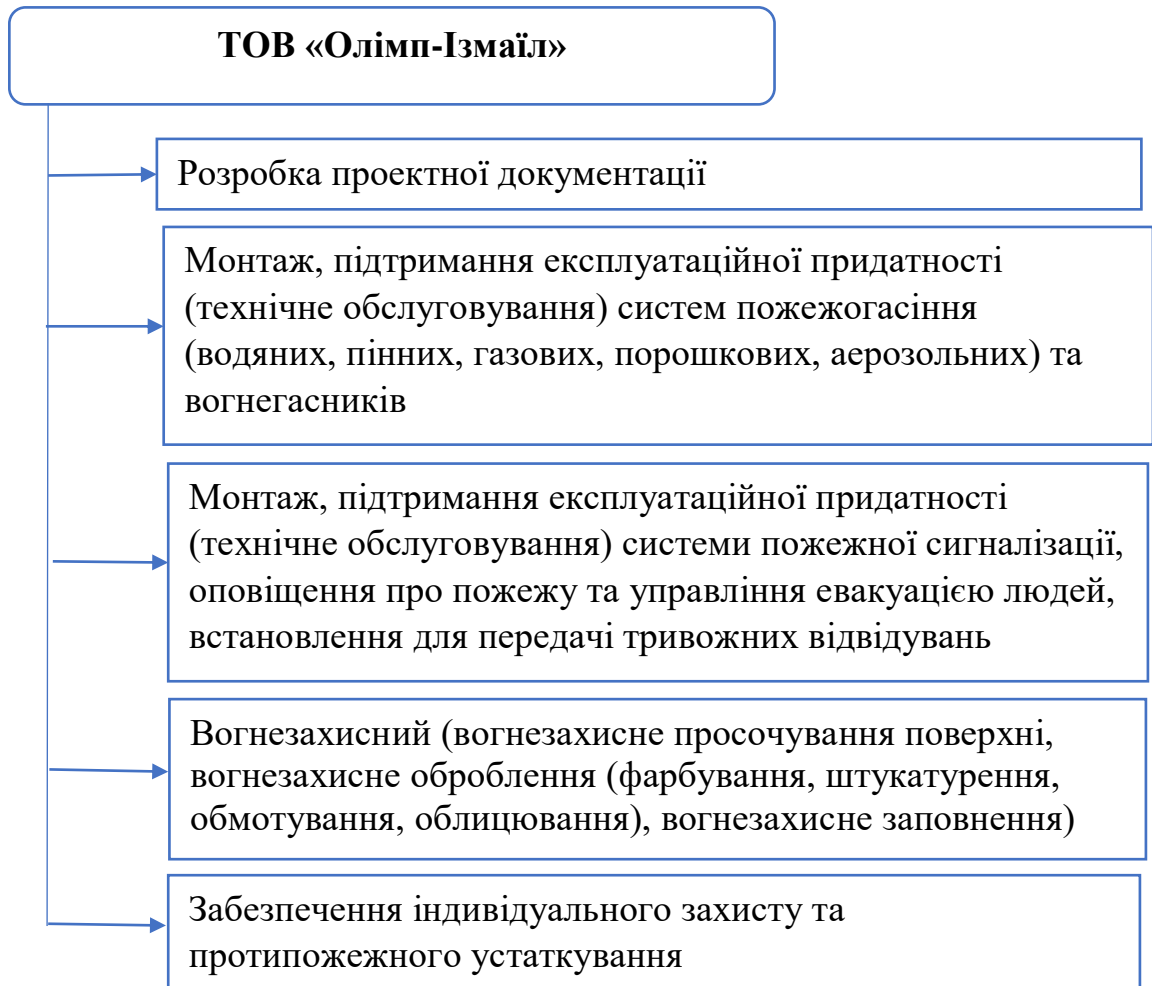 ТОВ «Олімп-Ізмаїл»
Розробка проектної документації
Монтаж, підтримання експлуатаційної придатності
(технічне обслуговування) систем пожежогасіння
(водяних, пінних, газових, порошкових, аерозольних) та
вогнегасників
Монтаж, підтримання експлуатаційної придатності
(технічне обслуговування) системи пожежної сигналізації,
оповіщення про пожежу та управління евакуацією людей,
встановлення для передачі тривожних відвідувань
Вогнезахисний (вогнезахисне просочування поверхні,
вогнезахисне оброблення (фарбування, штукатурення,
обмотування, облицювання), вогнезахисне заповнення)
Забезпечення індивідуального захисту та
протипожежного устаткування